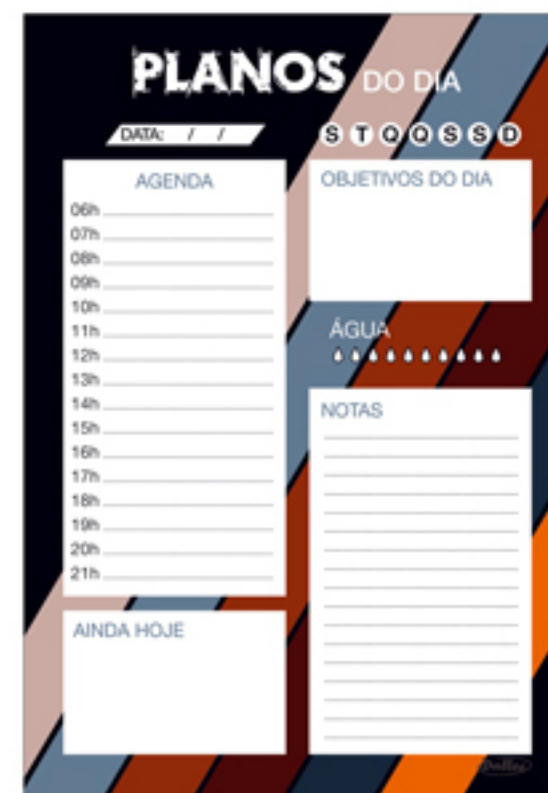 PLANOS DO DIA
DATA: / /
S T Q Q S S D
AGENDA
06h
07h
08h
09h
10h
11h
12h
13h
14h
15h
16h
17h
18h
19h
20h
21h
AINDA HOJE
OBJETIVOS DO DIA
ÁGUA
NOTAS